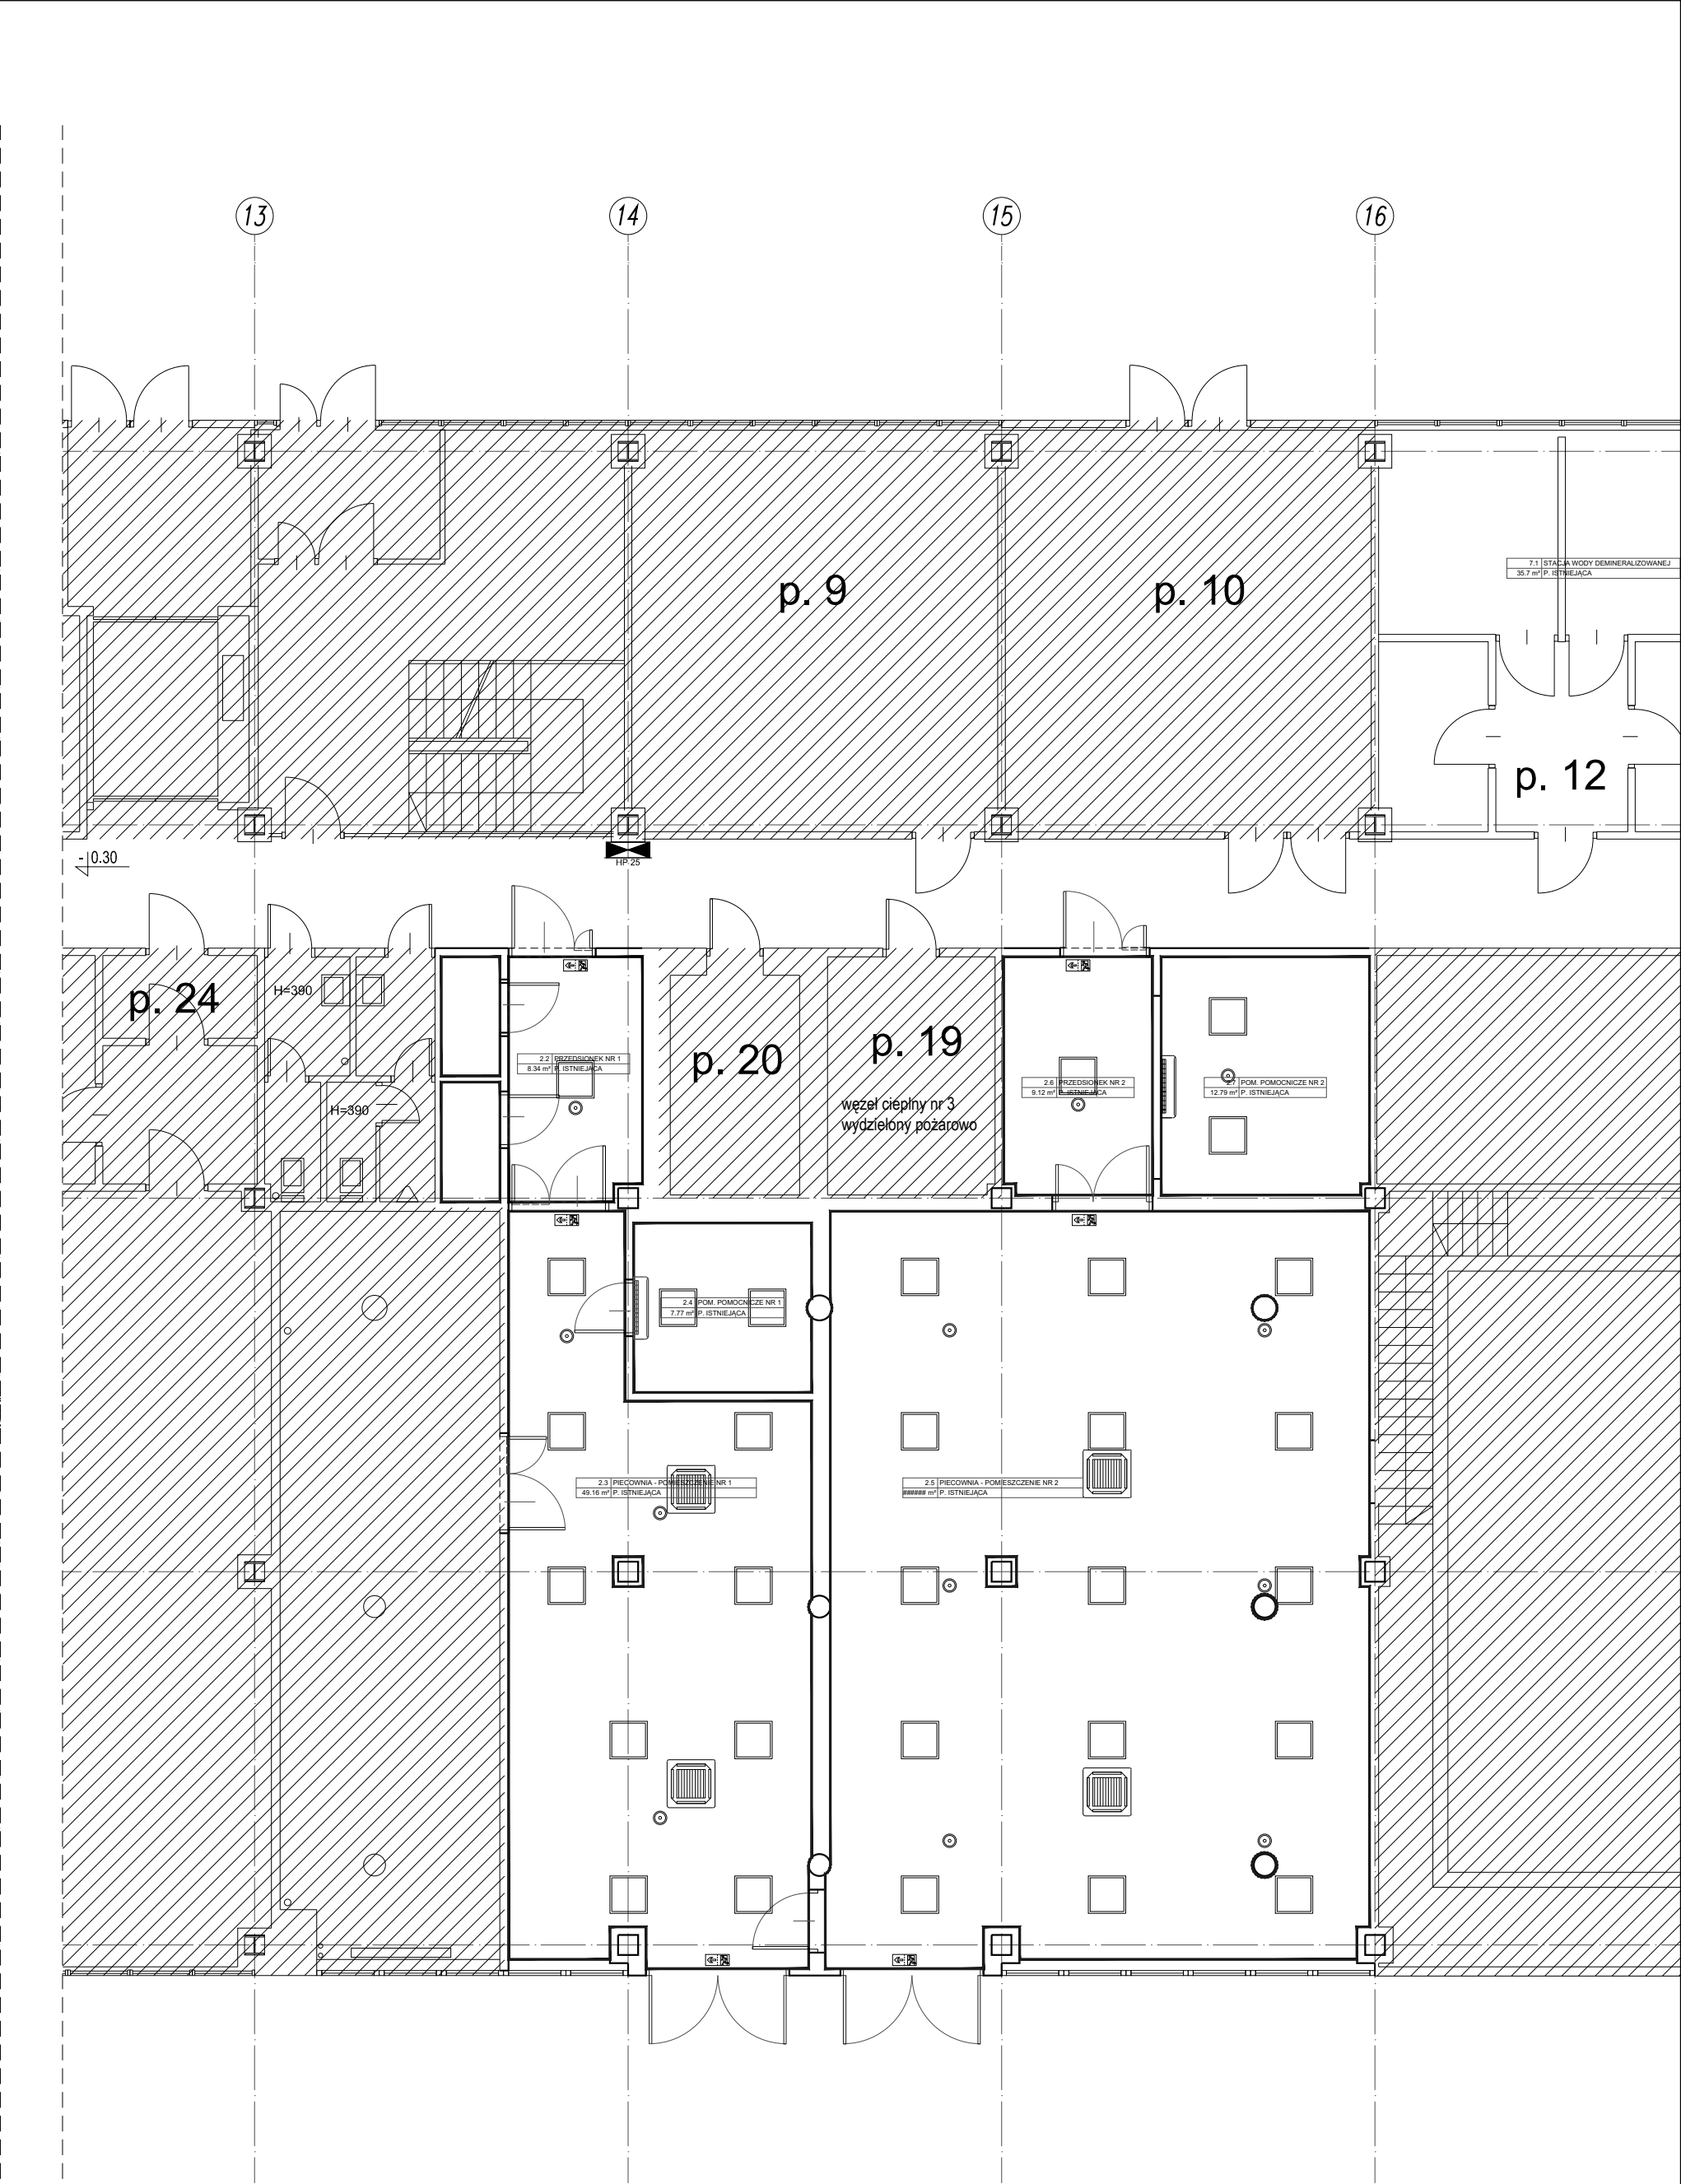 13
14
15
16
p. 9
p. 10
7.1 STACJA WODY DEMINERALIZOWANEJ
35.7 m² P. ISTNIEJĄCA
p. 12
- 0.30
HP 25
p. 24
H=390
H=390
2.2 PRZEDSIONEK NR 1
8.34 m² P. ISTNIEJĄCA
p. 20
p. 19
węzeł cieplny nr 3
wydzielony pożarowo
2.6 PRZEDSIONEK NR 2
9.12 m² P. ISTNIEJĄCA
2.7 POM. POMOCNICZE NR 2
12.79 m² P. ISTNIEJĄCA
2.4 POM. POMOCNICZE NR 1
7.77 m² P. ISTNIEJĄCA
2.3 PIECOWNIA - POMIESZCZENIE NR 1
49.16 m² P. ISTNIEJĄCA
2.5 PIECOWNIA - POMIESZCZENIE NR 2
###### m² P. ISTNIEJĄCA